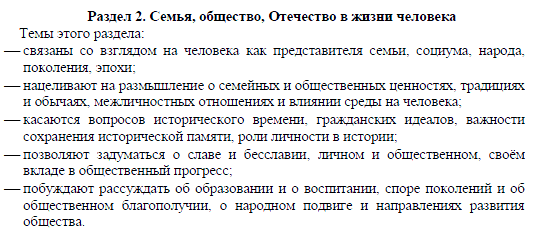 Раздел 2. Семья, общество, Отечество в жизни человека
Темы этого раздела:
— связаны со взглядом на человека как представителя семьи, социума, народа,
поколения, эпохи;
— нацеливают на размышление о семейных и общественных ценностях, традициях
и обычаях, межличностных отношениях и влиянии среды на человека;
— касаются вопросов исторического времени, гражданских идеалов, важности
сохранения исторической памяти, роли личности в истории;
— позволяют задуматься о славе и бесславии, личном и общественном, своём
вкладе в общественный прогресс;
— побуждают рассуждать об образовании и о воспитании, споре поколений и об
общественном благополучии, о народном подвиге и направлениях развития
общества.